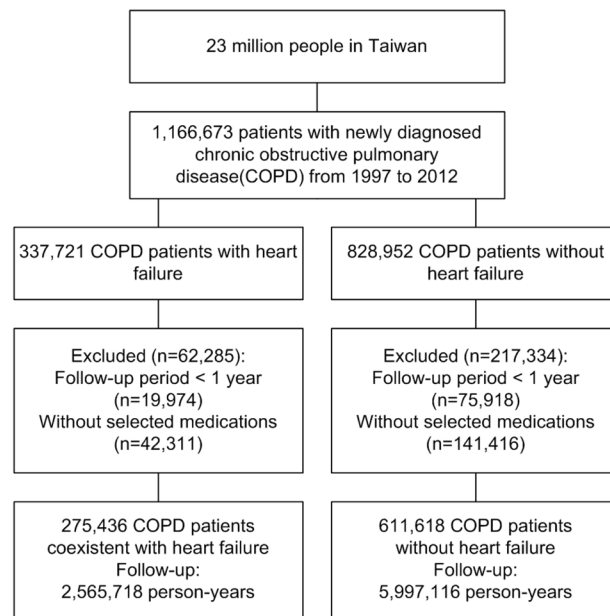 23 million people in Taiwan
1,166,673 patients with newly diagnosed
chronic obstructive pulmonary
disease(COPD) from 1997 to 2012
337,721 COPD patients with heart
failure
828,952 COPD patients without
heart failure
Excluded (n=62,285):
Follow-up period < 1 year
(n=19,974)
Without selected medications
(n=42,311)
Excluded (n=217,334):
Follow-up period < 1 year
(n=75,918)
Without selected medications
(n=141,416)
275,436 COPD patients
coexistent with heart failure
Follow-up:
2,565,718 person-years
611,618 COPD patients
without heart failure
Follow-up:
5,997,116 person-years